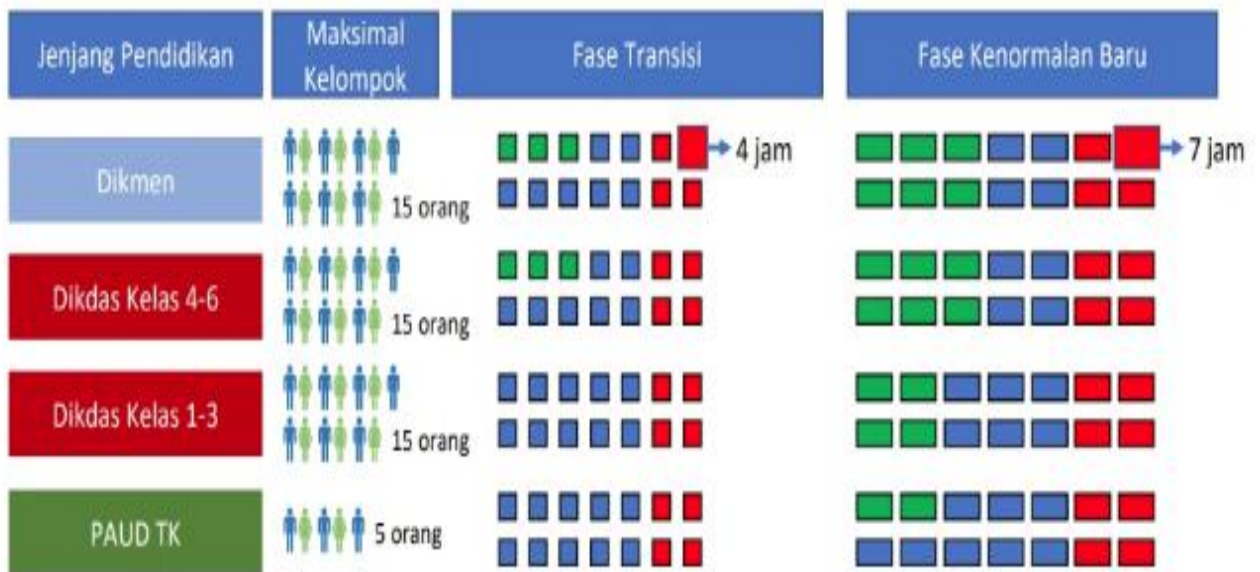 Jenjang Pendidikan
Maksimal
Kelompok
Fase Transisi
Fase Kenormalan Baru
Dikmen
15 orang
4 jam
7 jam
Dikdas Kelas 4-6
15 orang
Dikdas Kelas 1-3
15 orang
PAUD TK
5 orang